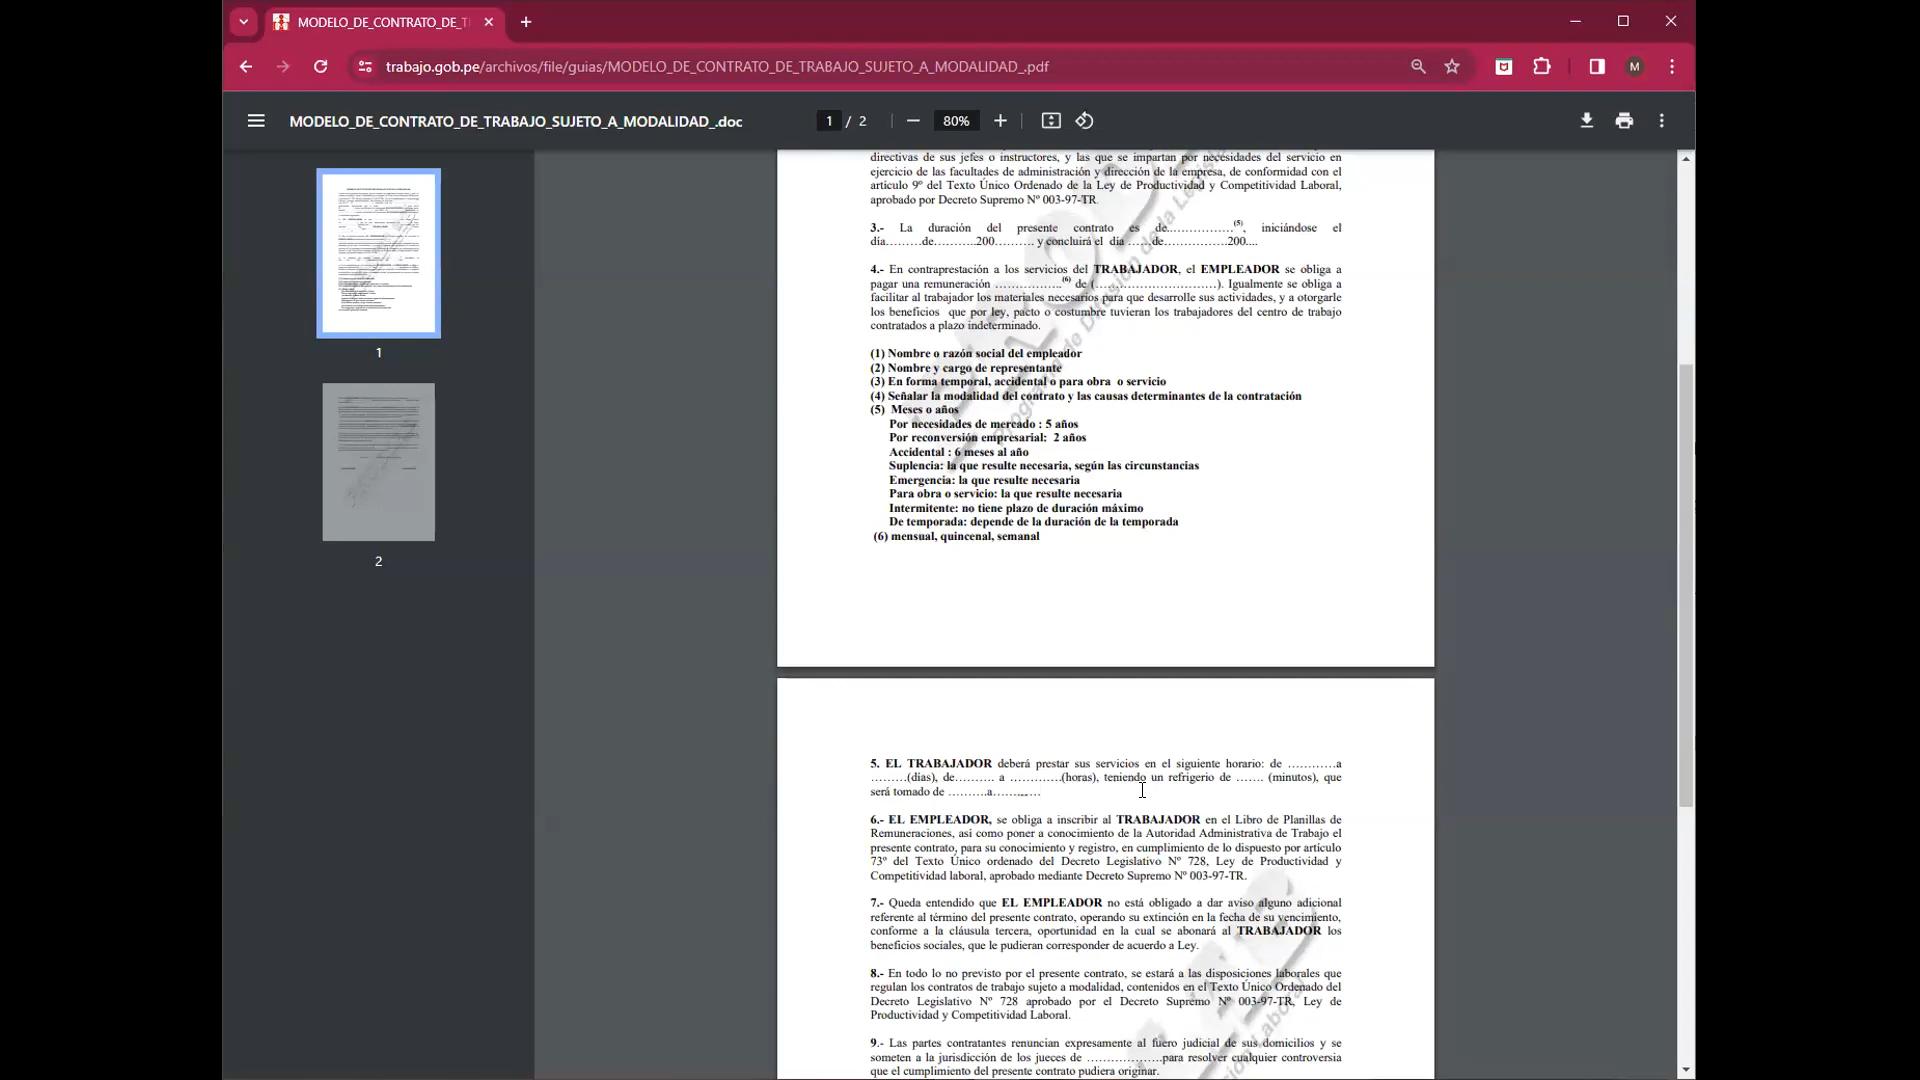 MODELO_DE_CONTRATO_DE_T
trabajo.gob.pe/archivos/file/guias/MODELO_DE_CONTRATO_DE_TRABAJO_SUJETO_A_MODALIDAD_.pdf
M
MODELO_DE_CONTRATO_DE_TRABAJO_SUJETO_A_MODALIDAD_.doc
1 / 2
80%
1
2
directivas de sus jefes o instructores, y las que se impartan por necesidades del servicio en
ejercicio de las facultades de administración y dirección de la empresa, de conformidad con el
artículo 9º del Texto Único Ordenado de la Ley de Productividad y Competitividad Laboral,
aprobado por Decreto Supremo Nº 003-97-TR.
3.- La duración del presente contrato es de................(5), iniciándose el
día………de……….200……… y concluirá el día …..de…………….200....
4.- En contraprestación a los servicios del TRABAJADOR, el EMPLEADOR se obliga a
pagar una remuneración ……………..(6) de (…………………………). Igualmente se obliga a
facilitar al trabajador los materiales necesarios para que desarrolle sus actividades, y a otorgarle
los beneficios que por ley, pacto o costumbre tuvieran los trabajadores del centro de trabajo
contratados a plazo indeterminado.
(1) Nombre o razón social del empleador
(2) Nombre y cargo de representante
(3) En forma temporal, accidental o para obra o servicio
(4) Señalar la modalidad del contrato y las causas determinantes de la contratación
(5) Meses o años
Por necesidades de mercado : 5 años
Por reconversión empresarial: 2 años
Accidental : 6 meses al año
Suplencia: la que resulte necesaria, según las circunstancias
Emergencia: la que resulte necesaria
Para obra o servicio: la que resulte necesaria
Intermitente: no tiene plazo de duración máximo
De temporada: depende de la duración de la temporada
(6) mensual, quincenal, semanal
5. EL TRABAJADOR deberá prestar sus servicios en el siguiente horario: de …………a
………(días), de………. a ………….(horas), teniendo un refrigerio de ……. (minutos), que
será tomado de ……….a…………
6.- EL EMPLEADOR, se obliga a inscribir al TRABAJADOR en el Libro de Planillas de
Remuneraciones, así como poner a conocimiento de la Autoridad Administrativa de Trabajo el
presente contrato, para su conocimiento y registro, en cumplimiento de lo dispuesto por artículo
73º del Texto Único ordenado del Decreto Legislativo Nº 728, Ley de Productividad y
Competitividad laboral, aprobado mediante Decreto Supremo Nº 003-97-TR.
7.- Queda entendido que EL EMPLEADOR no está obligado a dar aviso alguno adicional
referente al término del presente contrato, operando su extinción en la fecha de su vencimiento,
conforme a la cláusula tercera, oportunidad en la cual se abonará al TRABAJADOR los
beneficios sociales, que le pudieran corresponder de acuerdo a Ley.
8.- En todo lo no previsto por el presente contrato, se estará a las disposiciones laborales que
regulan los contratos de trabajo sujeto a modalidad, contenidos en el Texto Único Ordenado del
Decreto Legislativo Nº 728 aprobado por el Decreto Supremo Nº 003-97-TR, Ley de
Productividad y Competitividad Laboral.
9.- Las partes contratantes renuncian expresamente al fuero judicial de sus domicilios y se
someten a la jurisdicción de los jueces de ………………..para resolver cualquier controversia
que el cumplimiento del presente contrato pudiera originar.